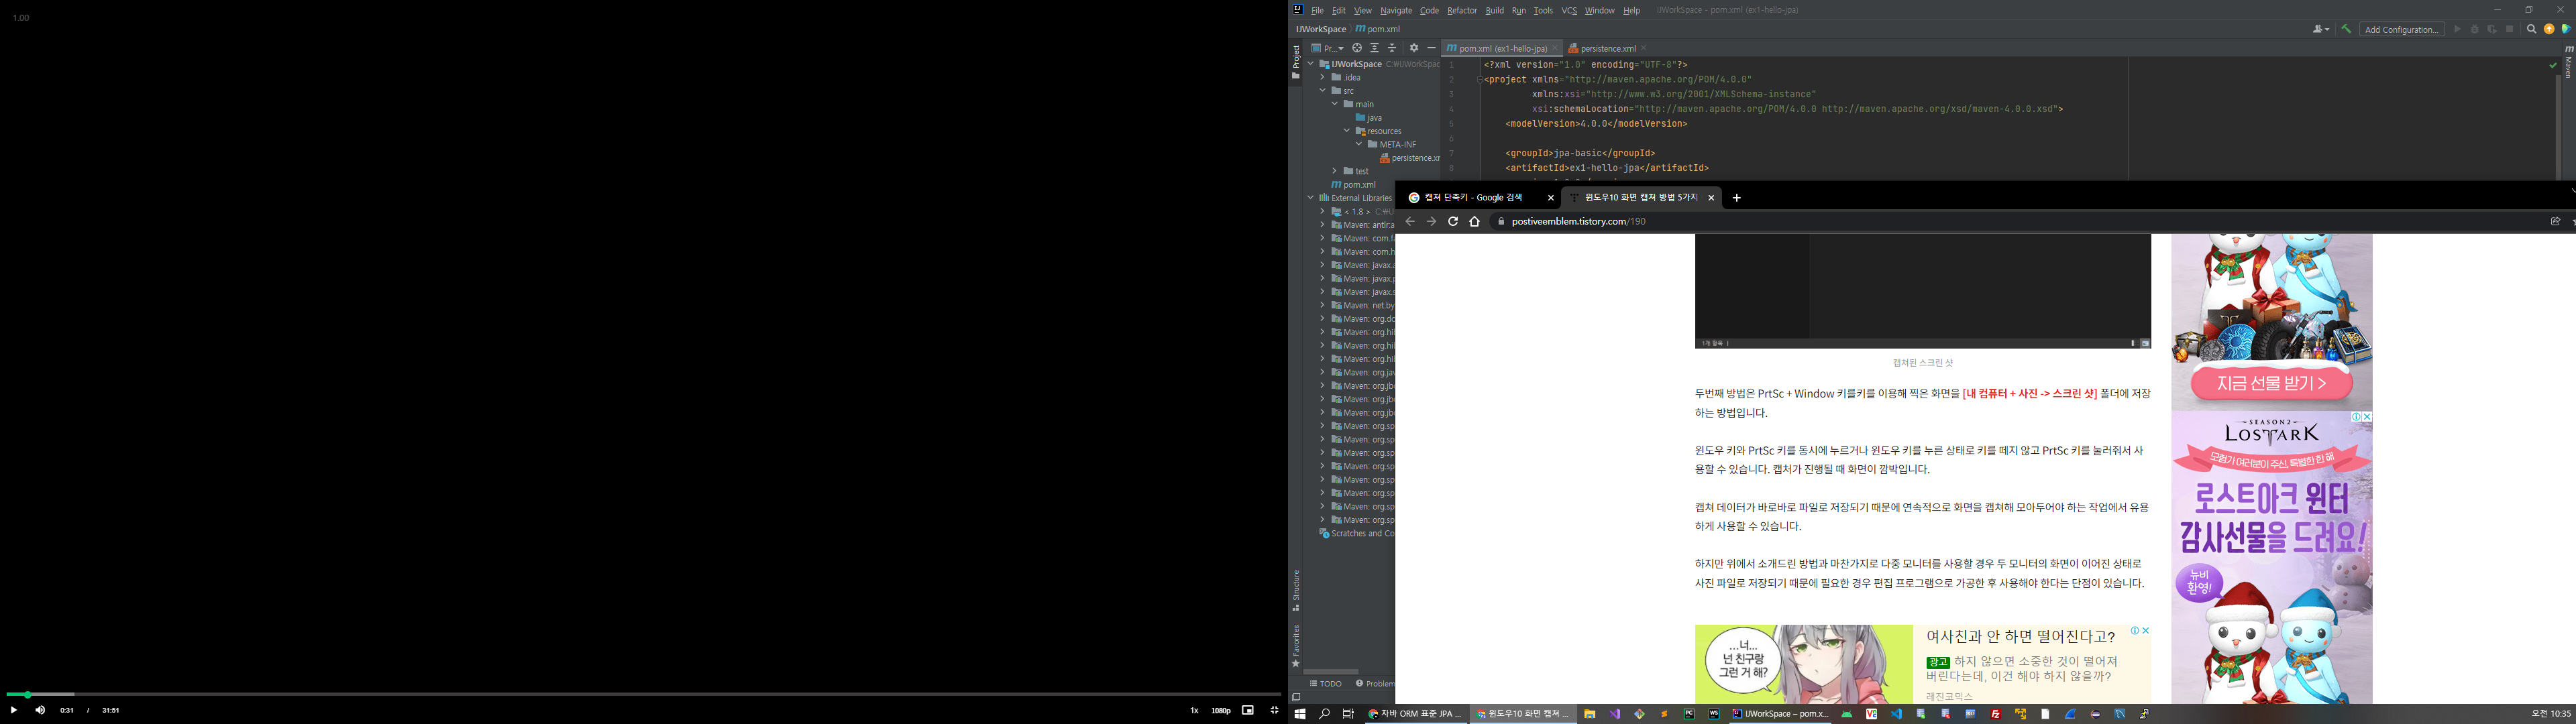 1.00
0:31 / 31:51
1x 1080p
File Edit View Navigate Code Refactor Build Run Tools VCS Window Help IJWorkSpace - pom.xml (ex1-hello-jpa)
IJWorkSpace pom.xml
Add Configuration...
Project
Pr...
pom.xml (ex1-hello-jpa)
persistence.xml
Maven
IJWorkSpace C:\IJWorkSpac
.idea
src
main
java
resources
META-INF
persistence.xr
test
pom.xml
External Libraries
< 1.8 > C:\U
Maven: antlr:a
Maven: com.fa
Maven: com.h
Maven: javax.a
Maven: javax.p
Maven: javax.s
Maven: net.by
Maven: org.do
Maven: org.hil
Maven: org.hil
Maven: org.hil
Maven: org.jav
Maven: org.jbo
Maven: org.jbo
Maven: org.jbo
Maven: org.sp
Maven: org.sp
Maven: org.sp
Maven: org.sp
Maven: org.sp
Maven: org.sp
Maven: org.sp
Maven: org.sp
Scratches and Co
Structure
Favorites
TODO Problem
1 <?xml version="1.0" encoding="UTF-8"?>
2 <project xmlns="http://maven.apache.org/POM/4.0.0"
3 xmlns:xsi="http://www.w3.org/2001/XMLSchema-instance"
4 xsi:schemaLocation="http://maven.apache.org/POM/4.0.0 http://maven.apache.org/xsd/maven-4.0.0.xsd">
5 <modelVersion>4.0.0</modelVersion>
6
7 <groupId>jpa-basic</groupId>
8 <artifactId>ex1-hello-jpa</artifactId>
캡쳐 단축키 - Google 검색
윈도우10 화면 캡쳐 방법 5가지
postiveemblem.tistory.com/190
1개 항목
캡쳐된 스크린 샷
두번째 방법은 PrtSc + Window 키를키를 이용해 찍은 화면을 [내 컴퓨터 + 사진 -> 스크린 샷] 폴더에 저장
하는 방법입니다.
윈도우 키와 PrtSc 키를 동시에 누르거나 윈도우 키를 누른 상태로 키를 떼지 않고 PrtSc 키를 눌러줘서 사
용할 수 있습니다. 캡처가 진행될 때 화면이 깜박입니다.
캡쳐 데이터가 바로바로 파일로 저장되기 때문에 연속적으로 화면을 캡쳐해 모아두어야 하는 작업에서 유용
하게 사용할 수 있습니다.
하지만 위에서 소개드린 방법과 마찬가지로 다중 모니터를 사용할 경우 두 모니터의 화면이 이어진 상태로
사진 파일로 저장되기 때문에 필요한 경우 편집 프로그램으로 가공한 후 사용해야 한다는 단점이 있습니다.
...너...
넌 친구랑
그런 거 해?
여사친과 안 하면 떨어진다고?
광고 하지 않으면 소중한 것이 떨어져
버린다는데, 이건 해야 하지 않을까?
레진코믹스
지금 선물 받기 >
SEASON2
LOSTARK
모험가 여러분이 주신, 특별한 한 해
로스트아크 윈터
감사선물을 드려요!
뉴비
환영!
자바 ORM 표준 JPA ...
윈도우10 화면 캡쳐 ...
IJWorkSpace – pom.x...
오전 10:35